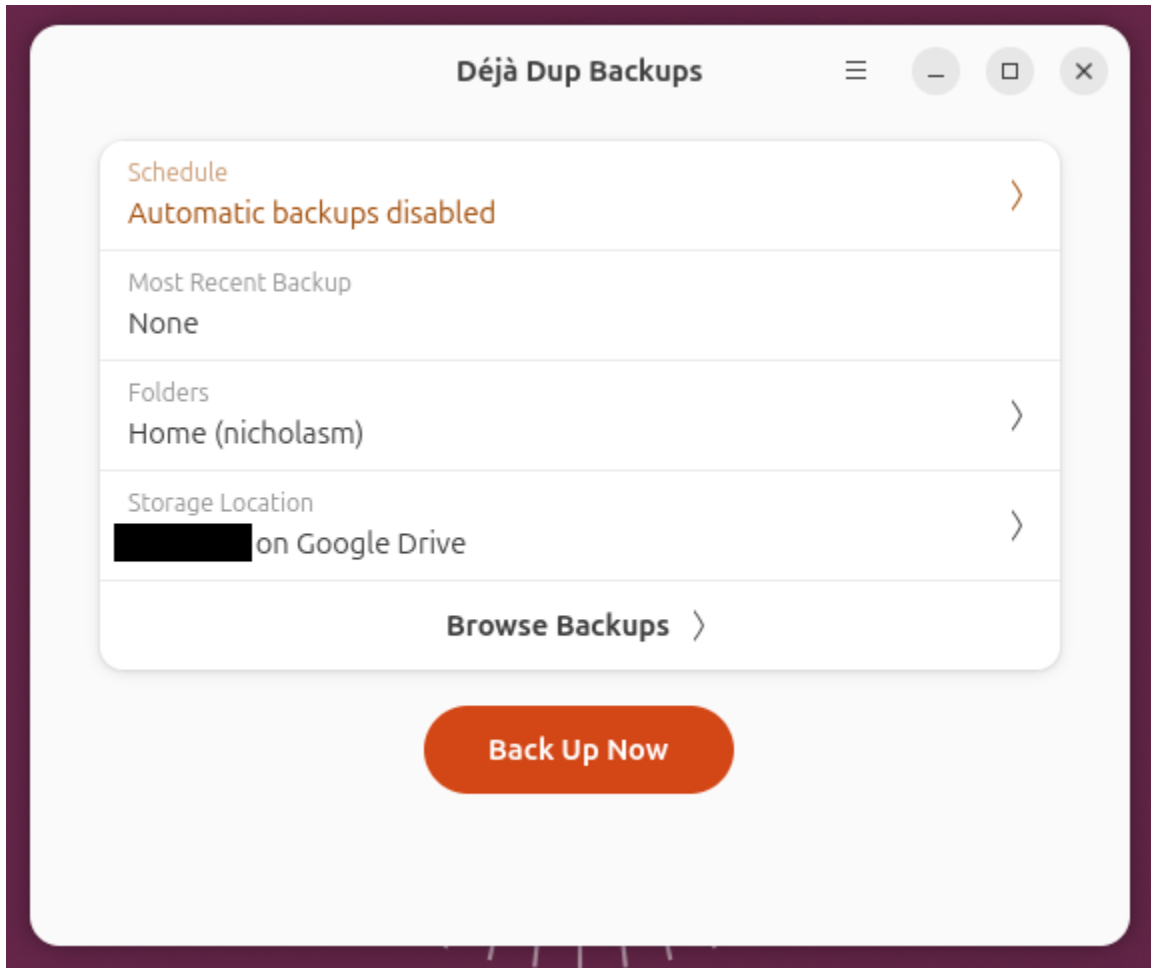 Déjà Dup Backups
Schedule
Automatic backups disabled
Most Recent Backup
None
Folders
Home (nicholasm)
Storage Location
on Google Drive
Browse Backups
Back Up Now